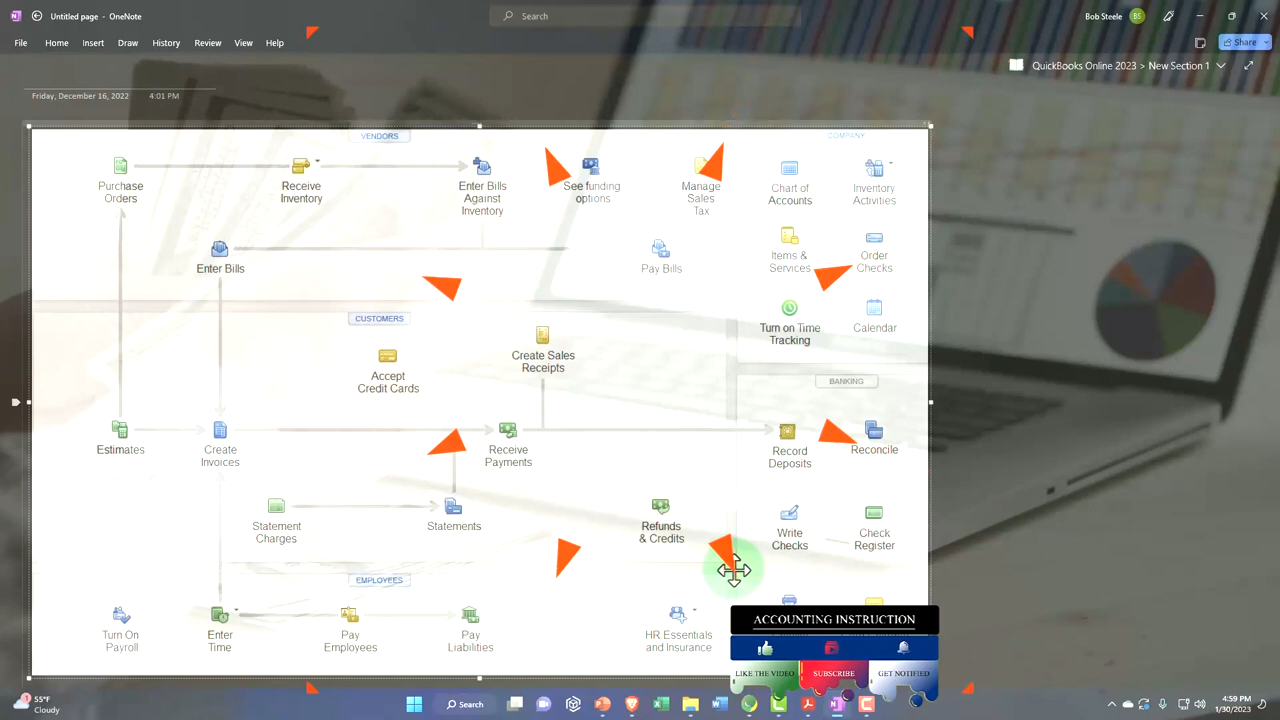 Untitled page - OneNote
Search
Bob Steele
BS
File
Home
Insert
Draw
History
Review
View
Help
Share
QuickBooks Online 2023 > New Section 1
Friday, December 16, 2022
4:01 PM
VENDORS
COMPANY
Purchase
Orders
Receive
Inventory
Enter Bills
Against
Inventory
See funding
options
Manage
Sales
Tax
Chart of
Accounts
Inventory
Activities
Enter Bills
Pay Bills
Items &
Services
Order
Checks
Turn on Time
Tracking
Calendar
CUSTOMERS
Accept
Credit Cards
Create Sales
Receipts
BANKING
Estimates
Create
Invoices
Receive
Payments
Record
Deposits
Reconcile
Statement
Charges
Statements
Refunds
& Credits
Write
Checks
Check
Register
EMPLOYEES
Turn On
Payroll
Enter
Time
Pay
Employees
Pay
Liabilities
HR Essentials
and Insurance
ACCOUNTING INSTRUCTION
LIKE THE VIDEO
SUBSCRIBE
GET NOTIFIED
1
55°F
Cloudy
Search
4:59 PM
1/30/2023